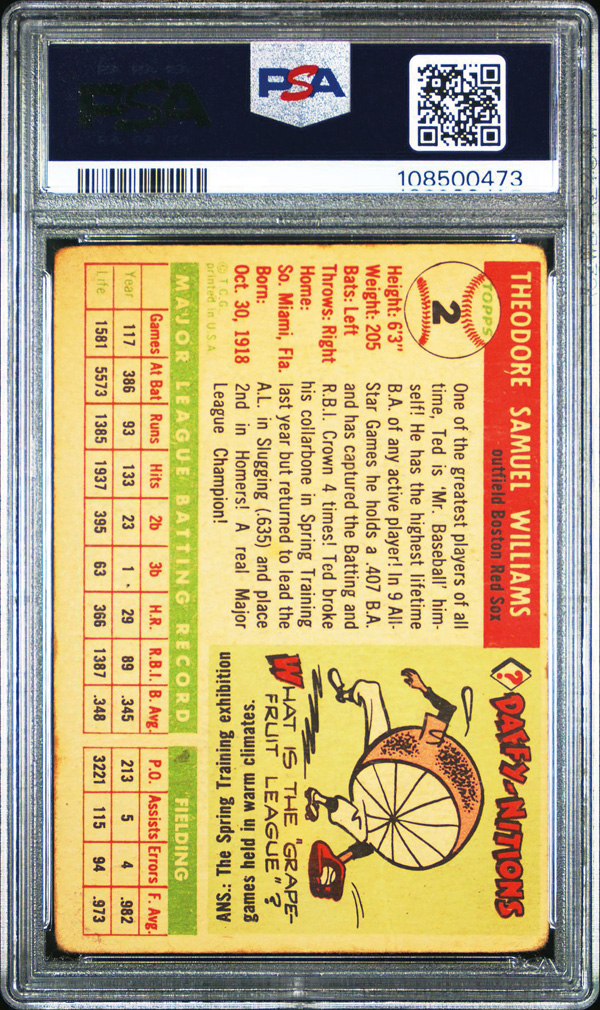 PSA
PSA
108500473
THEODORE SAMUEL WILLIAMS
outfield Boston Red Sox
TOPPS
2
Height: 6'3"
Weight: 205
Bats: Left
Throws: Right
Home:
So. Miami, Fla.
Born:
Oct. 30, 1918
© T.C.G.
printed in U.S.A.
One of the greatest players of all
time, Ted is 'Mr. Baseball' him-
self! He has the highest lifetime
B.A. of any active player! In 9 All-
Star Games he holds a .407 B.A.
and has captured the Batting and
R.B.I. Crown 4 times! Ted broke
his collarbone in Spring Training
last year but returned to lead the
A.L. in Slugging (.635) and place
2nd in Homers! A real Major
League Champion!
? DAFFY-NITIONS
WHAT IS THE "GRAPE-
FRUIT LEAGUE"?
ANS.: The Spring Training exhibition
games held in warm climates.
MAJOR LEAGUE BATTING RECORD FIELDING
Games At Bat Runs Hits 2b 3b H.R. R.B.I. B. Avg. P.O. Assists Errors F. Avg.
Year 117 386 93 133 23 1 29 89 .345 213 5 4 .982
Life 1581 5573 1385 1937 395 63 366 1387 .348 3221 115 94 .973